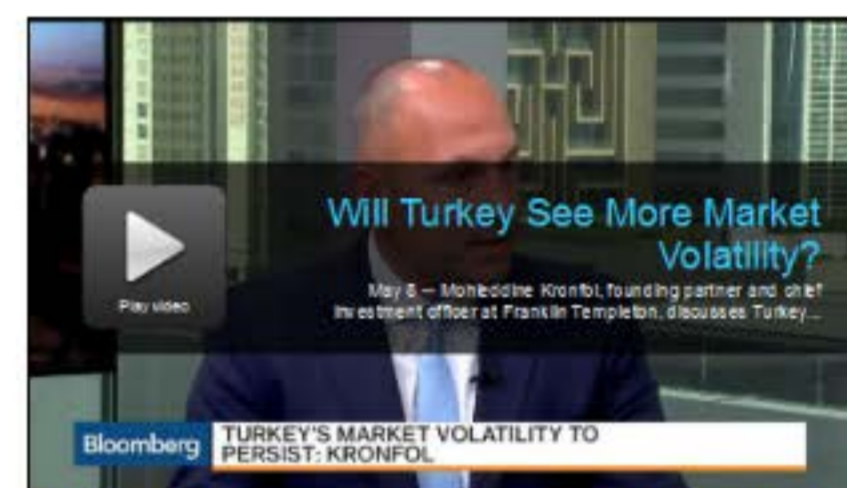 Will Turkey See More Market
Volatility?
May 8 — Mohieddine Kronfol, founding partner and chief
investment officer at Franklin Templeton, discusses Turkey...
Play video
Bloomberg
TURKEY'S MARKET VOLATILITY TO
PERSIST: KRONFOL